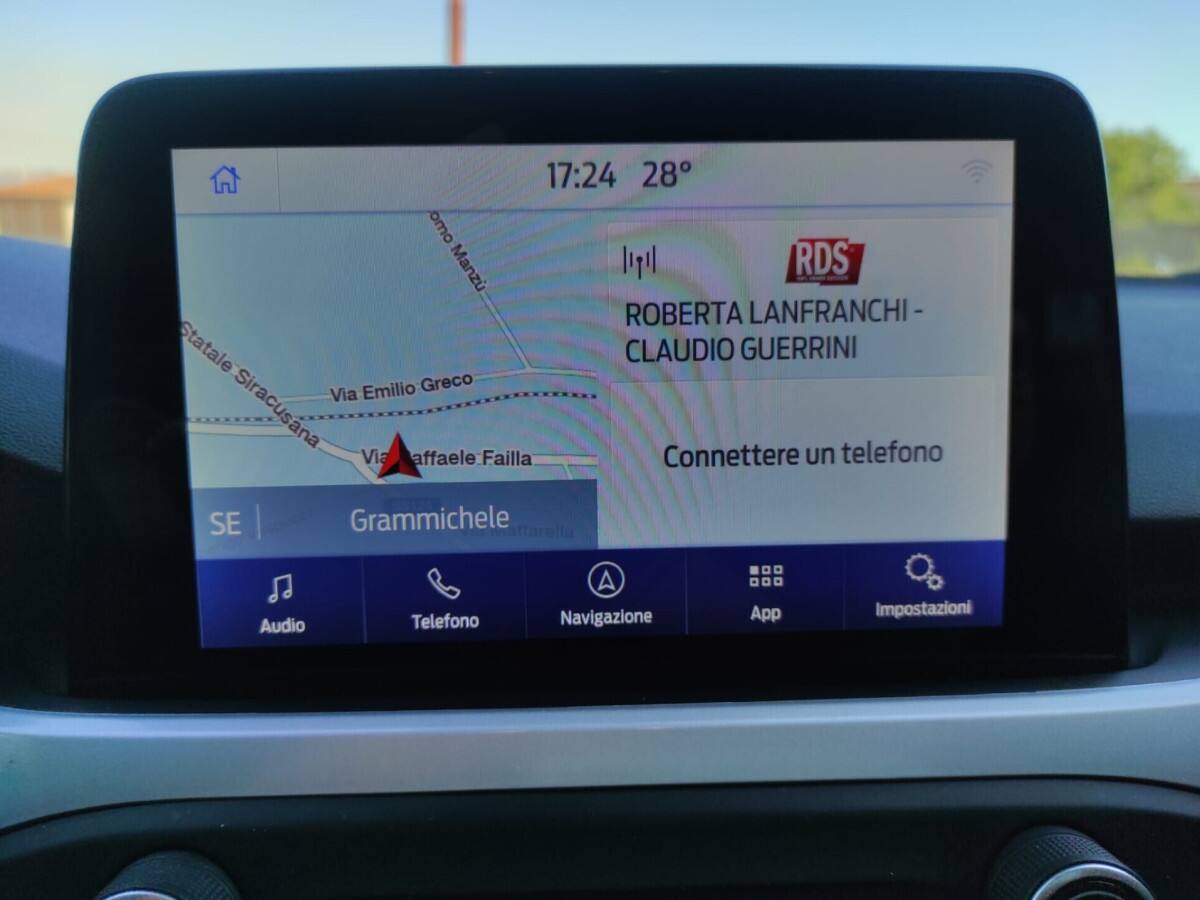 17:24 28°
omo Manzù
Statale Siracusana
Via Emilio Greco
Via affaele Failla
RDS
ROBERTA LANFRANCHI -
CLAUDIO GUERRINI
Connettere un telefono
SE
Grammichele
Mattarella
Audio
Telefono
Navigazione
App
Impostazioni